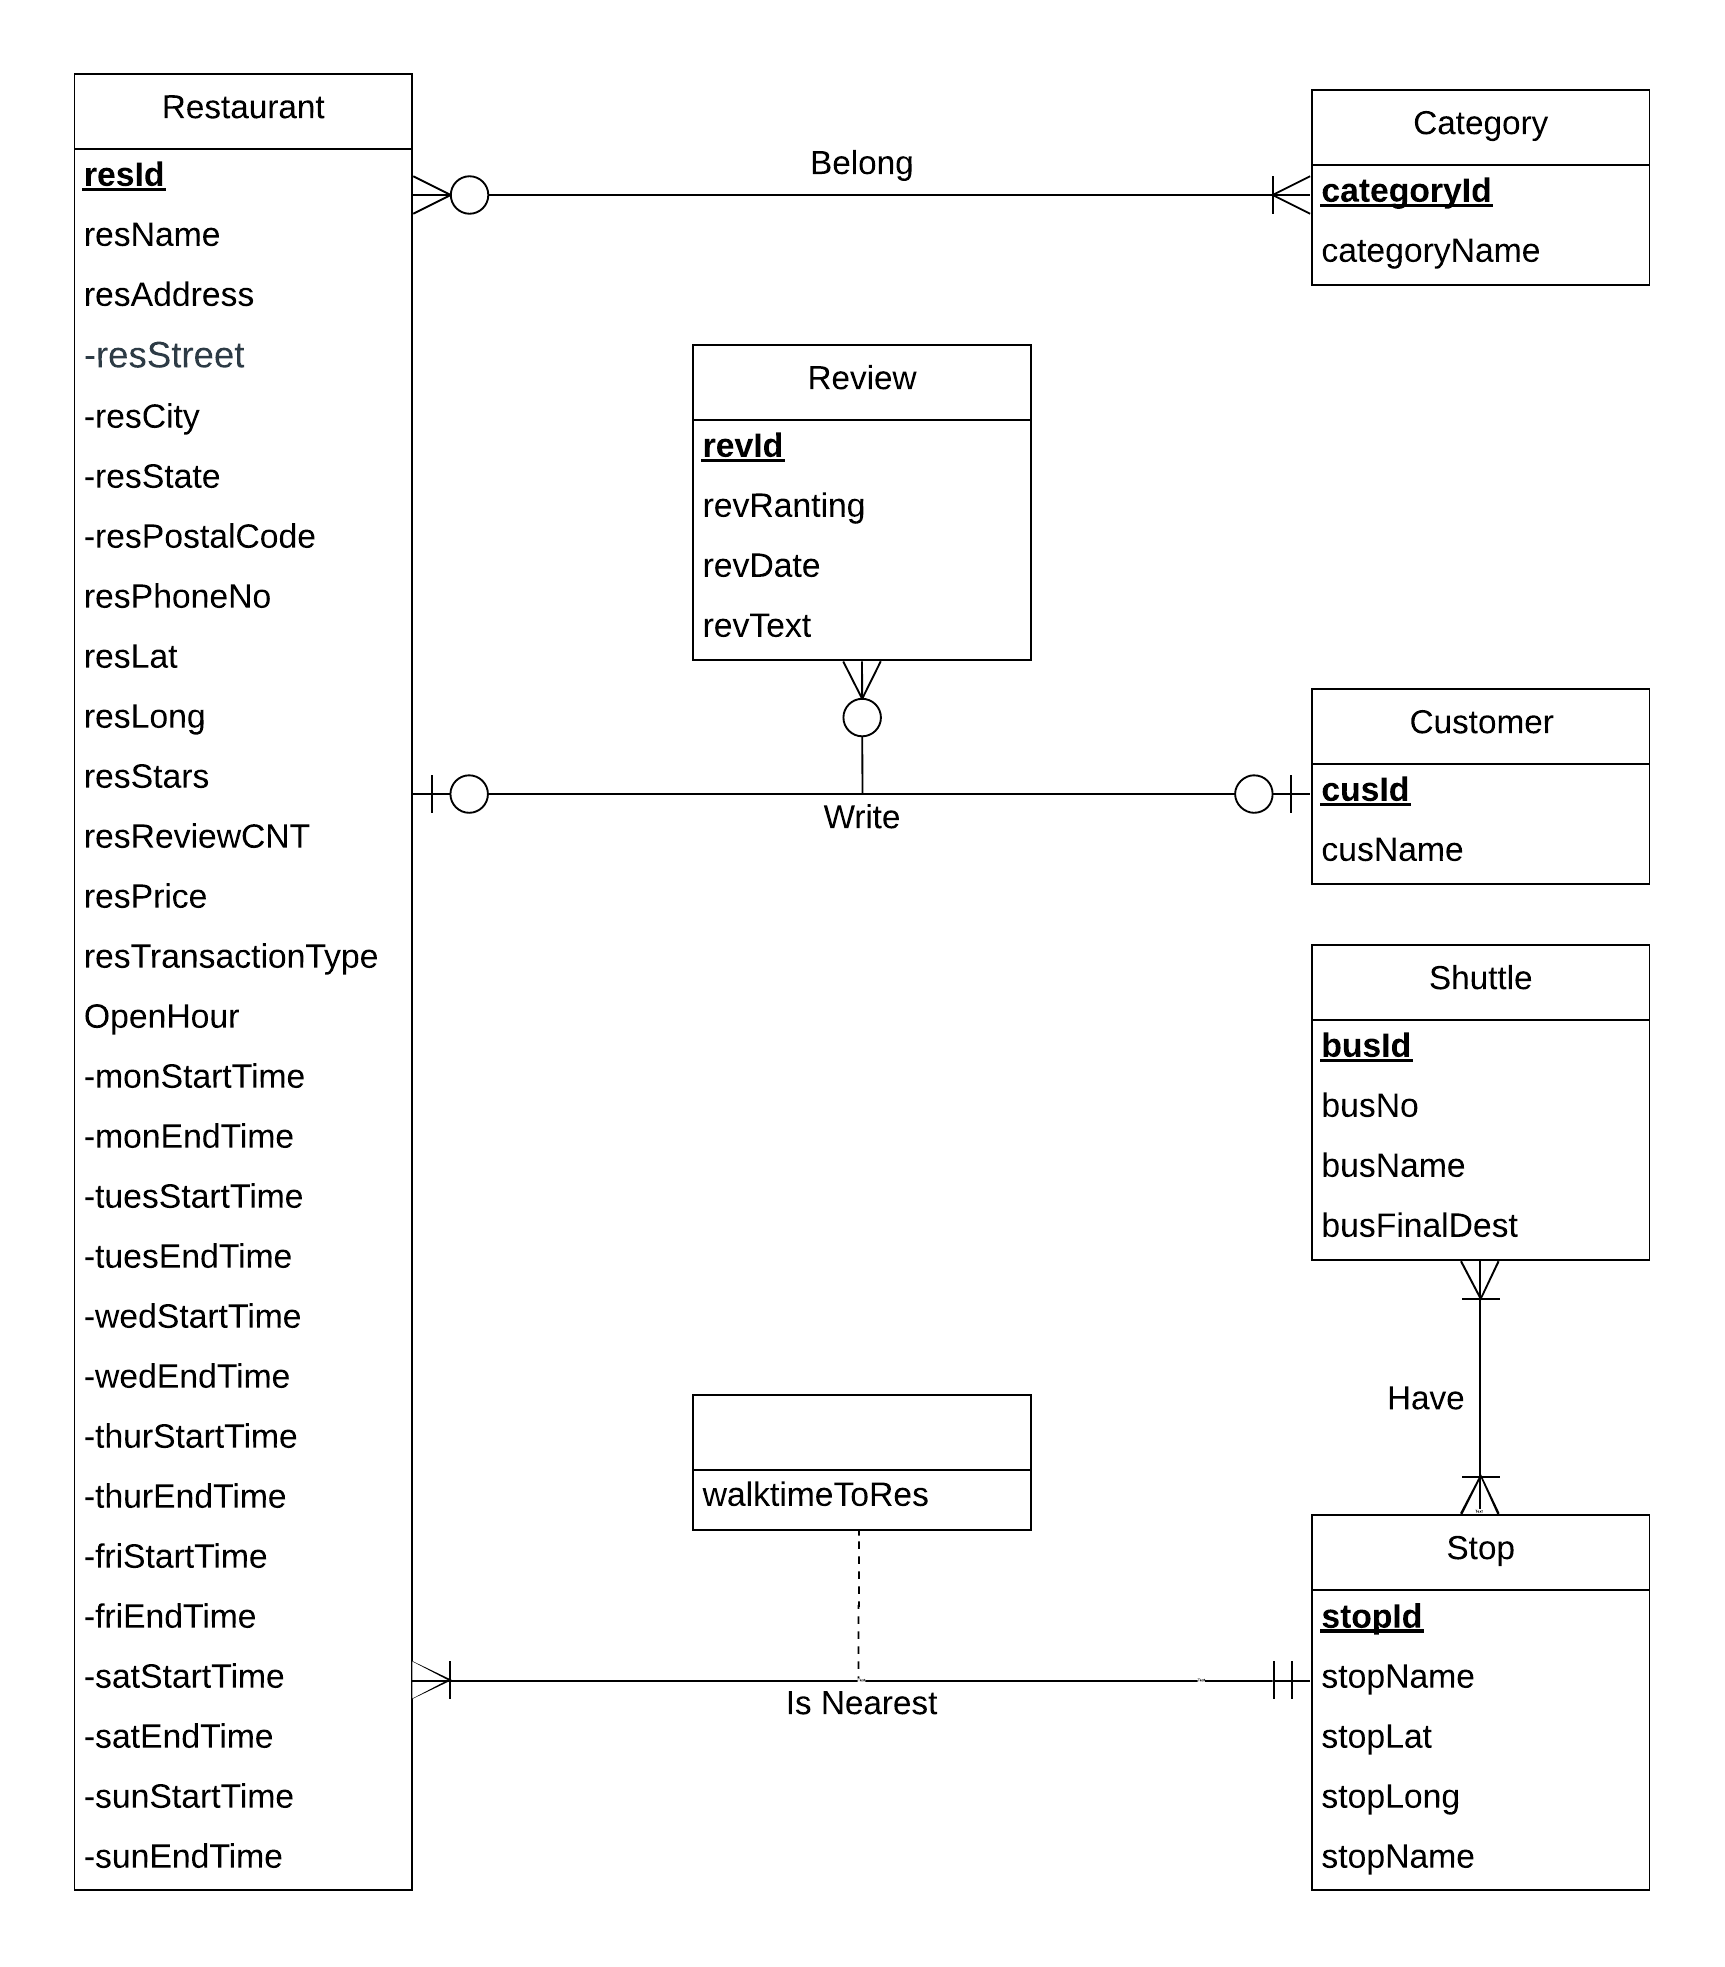 Restaurant
resId
resName
resAddress
-resStreet
-resCity
-resState
-resPostalCode
resPhoneNo
resLat
resLong
resStars
resReviewCNT
resPrice
resTransactionType
OpenHour
-monStartTime
-monEndTime
-tuesStartTime
-tuesEndTime
-wedStartTime
-wedEndTime
-thurStartTime
-thurEndTime
-friStartTime
-friEndTime
-satStartTime
-satEndTime
-sunStartTime
-sunEndTime
Belong
Category
categoryId
categoryName
Review
revId
revRanting
revDate
revText
Write
Customer
cusId
cusName
Shuttle
busId
busNo
busName
busFinalDest
Have
walktimeToRes
Is Nearest
Stop
stopId
stopName
stopLat
stopLong
stopName